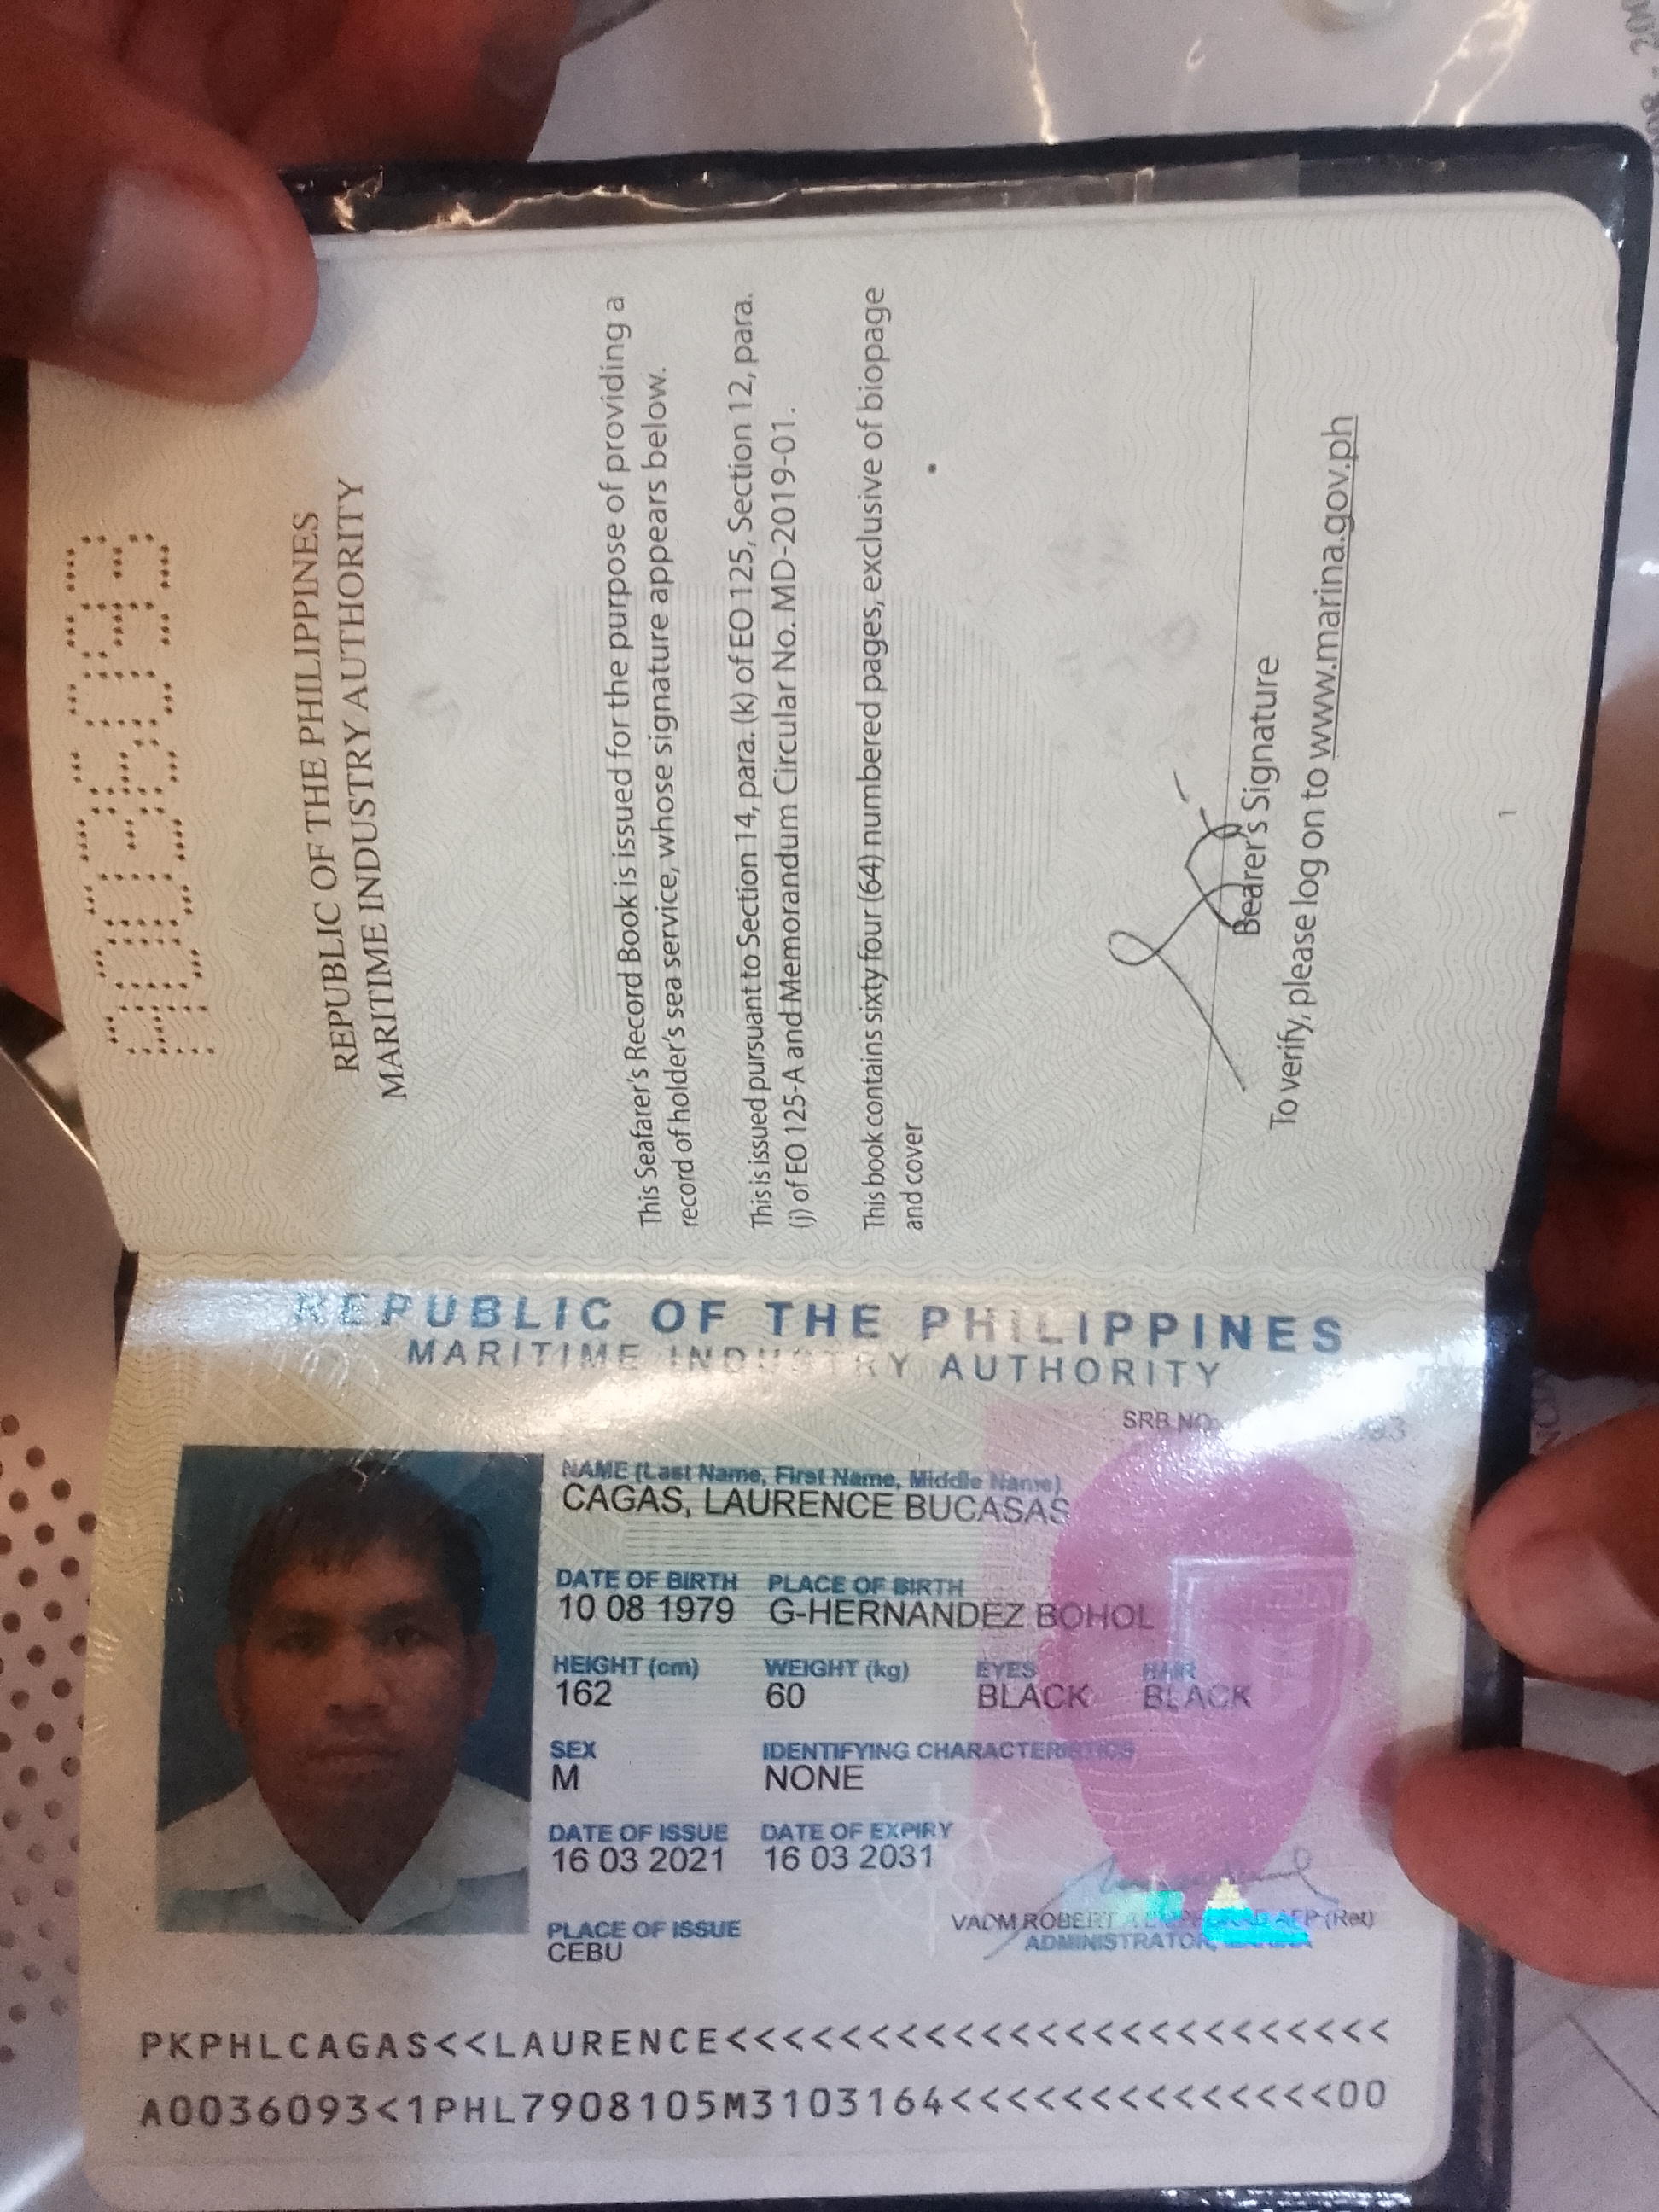 REPUBLIC OF THE PHILIPPINES
MARITIME INDUSTRY AUTHORITY
This Seafarer's Record Book is issued for the purpose of providing a
record of holder's sea service, whose signature appears below.
This is issued pursuant to Section 14, para. (k) of EO 125, Section 12, para.
(j) of EO 125-A and Memorandum Circular No. MD-2019-01.
This book contains sixty four (64) numbered pages, exclusive of biopage
and cover
Bearer's Signature
To verify, please log on to www.marina.gov.ph
1
REPUBLIC OF THE PHILIPPINES
MARITIME INDUSTRY AUTHORITY
SRB NO.
NAME (Last Name, First Name, Middle Name)
CAGAS, LAURENCE BUCASAS
DATE OF BIRTH PLACE OF BIRTH
10 08 1979 G-HERNANDEZ BOHOL
HEIGHT (cm) WEIGHT (kg) EYES HAIR
162 60 BLACK BLACK
SEX IDENTIFYING CHARACTERISTICS
M NONE
DATE OF ISSUE DATE OF EXPIRY
16 03 2021 16 03 2031
PLACE OF ISSUE
CEBU
VADM ROBERT A AFP (Ret)
ADMINISTRATOR, MARINA
PKPHLCAGAS<<LAURENCE<<<<<<<<<<<<<<<<<<<<<<<<
A0036093<1PHL7908105M3103164<<<<<<<<<<<<<<00